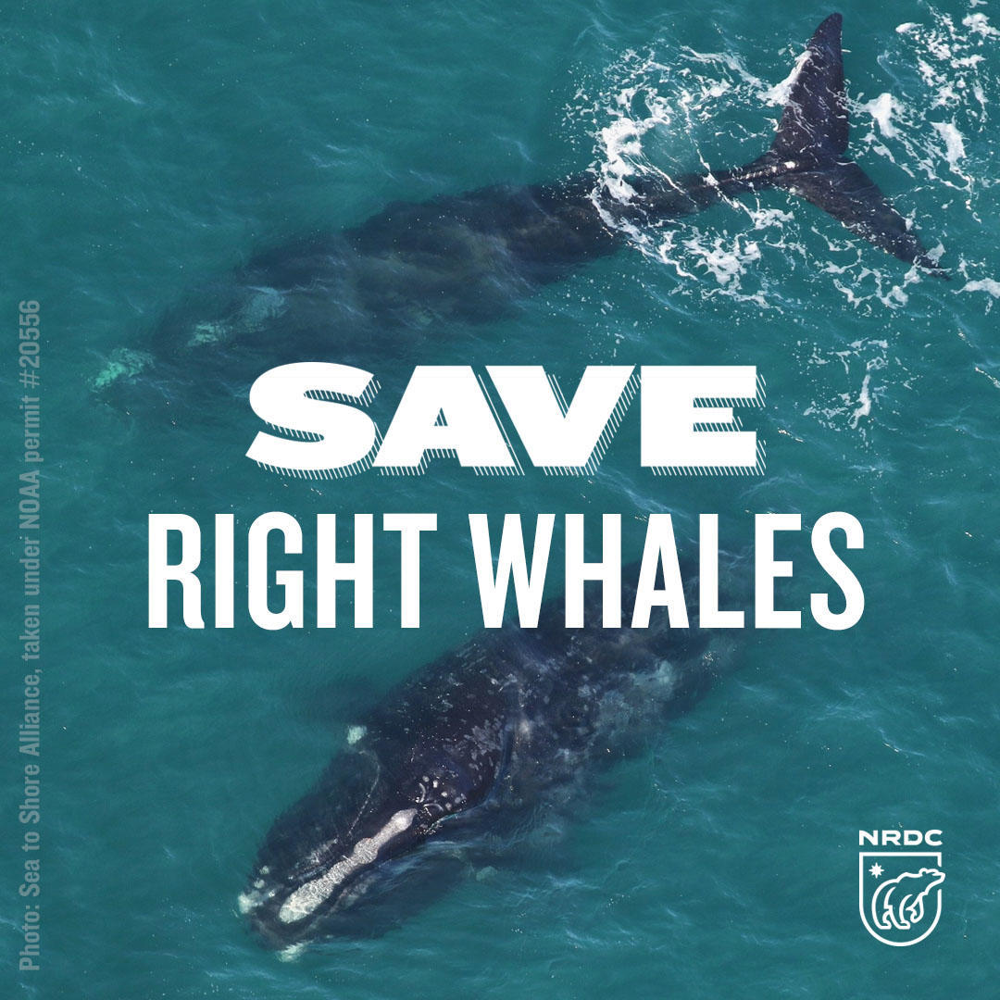 SAVE
RIGHT WHALES
NRDC
Photo: Sea to Shore Alliance, taken under NOAA permit #20556